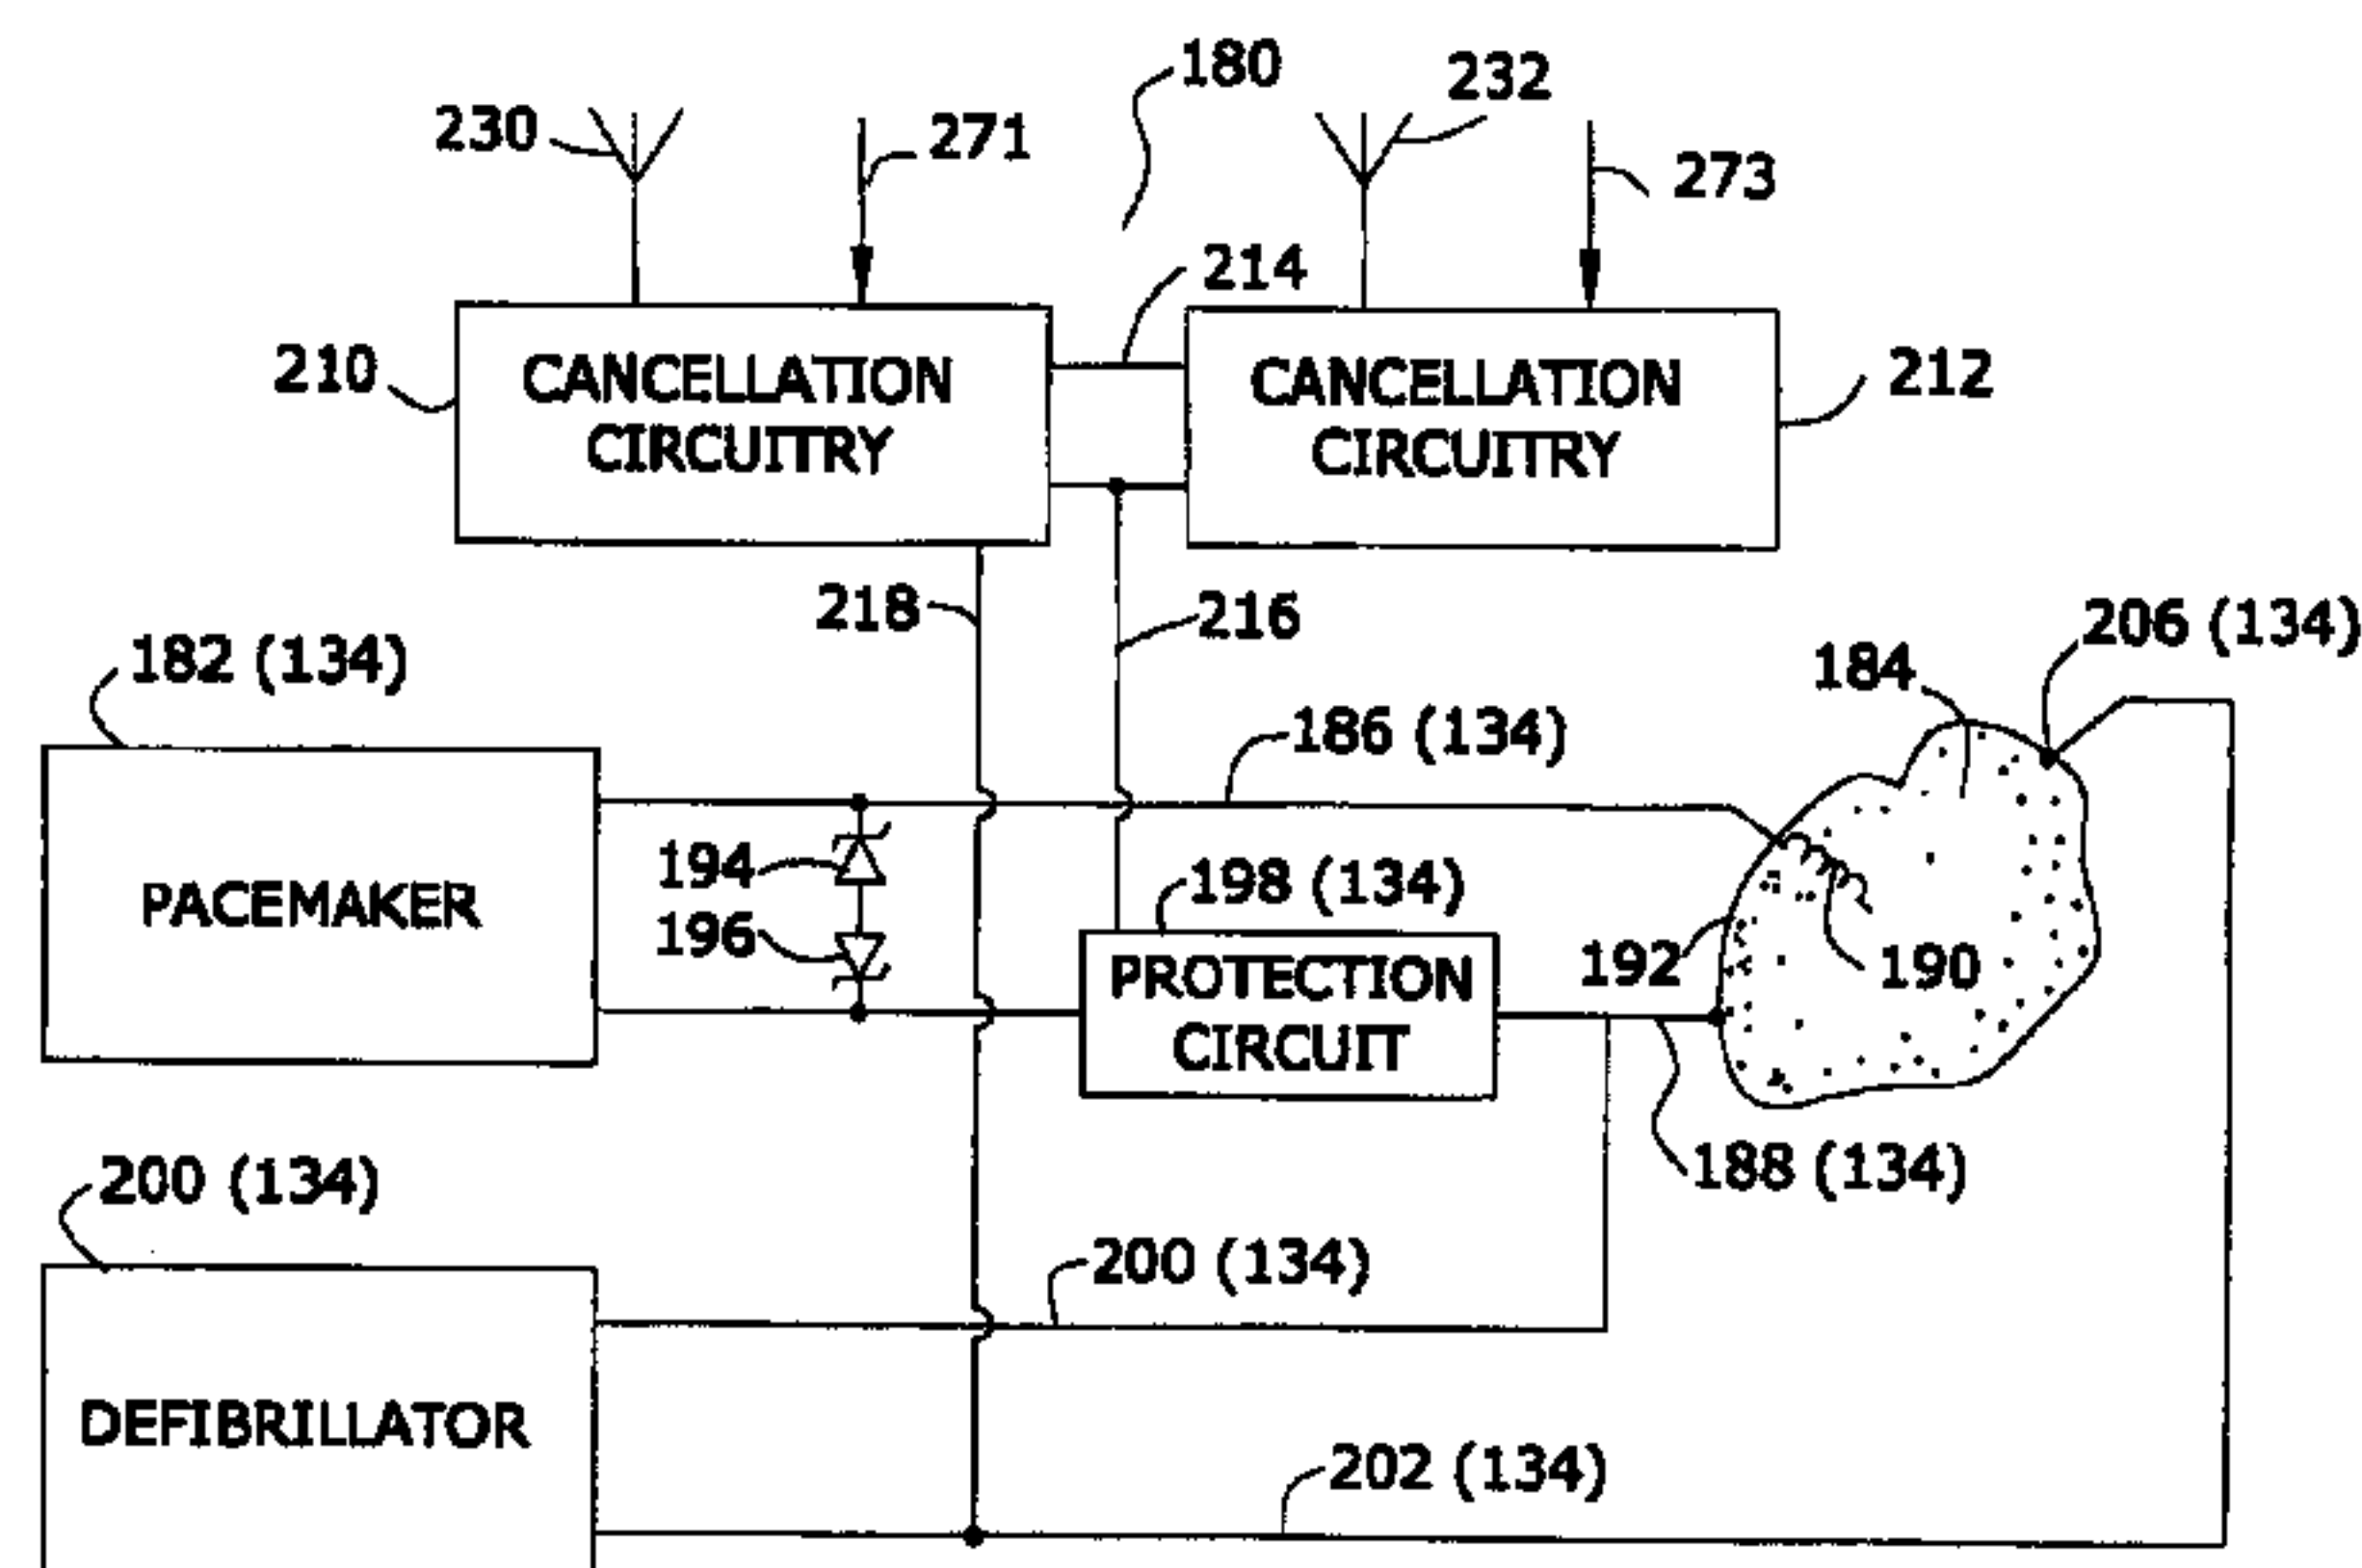 180
232
230
271
273
214
210
CANCELLATION
CIRCUITRY
CANCELLATION
CIRCUITRY
212
218
216
206 (134)
182 (134)
184
186 (134)
194
198 (134)
PACEMAKER
196
192
190
PROTECTION
CIRCUIT
188 (134)
200 (134)
200 (134)
DEFIBRILLATOR
202 (134)